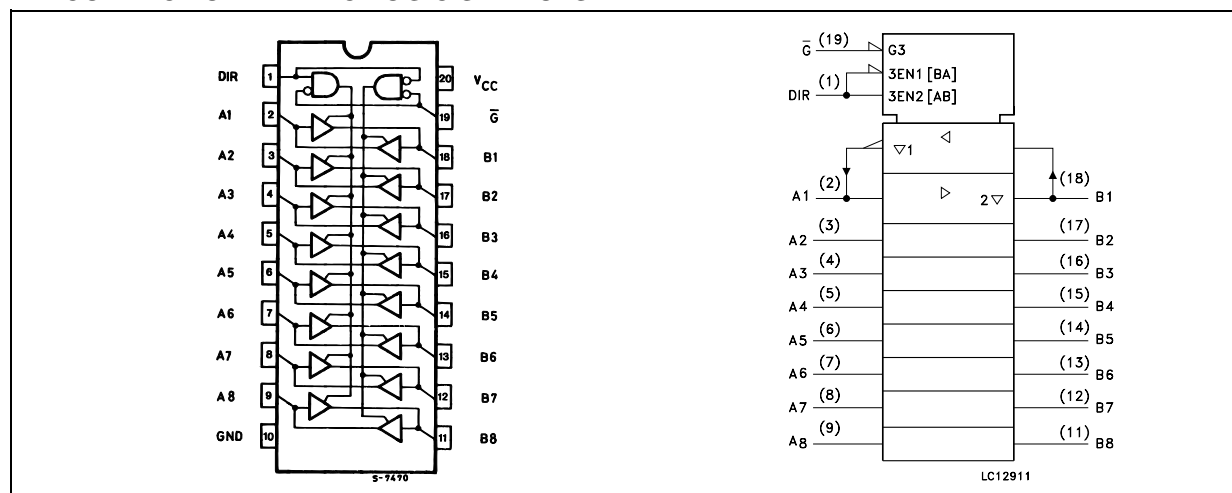 DIR 1 20 VCC
A1 2 19 G̅
A2 3 18 B1
A3 4 17 B2
A4 5 16 B3
A5 6 15 B4
A6 7 14 B5
A7 8 13 B6
A8 9 12 B7
GND 10 11 B8
S-7470
G̅ (19) G3
3EN1 [BA]
DIR (1) 3EN2 [AB]
▽1 ◁
A1 (2) ▷ 2▽ (18) B1
A2 (3) (17) B2
A3 (4) (16) B3
A4 (5) (15) B4
A5 (6) (14) B5
A6 (7) (13) B6
A7 (8) (12) B7
A8 (9) (11) B8
LC12911